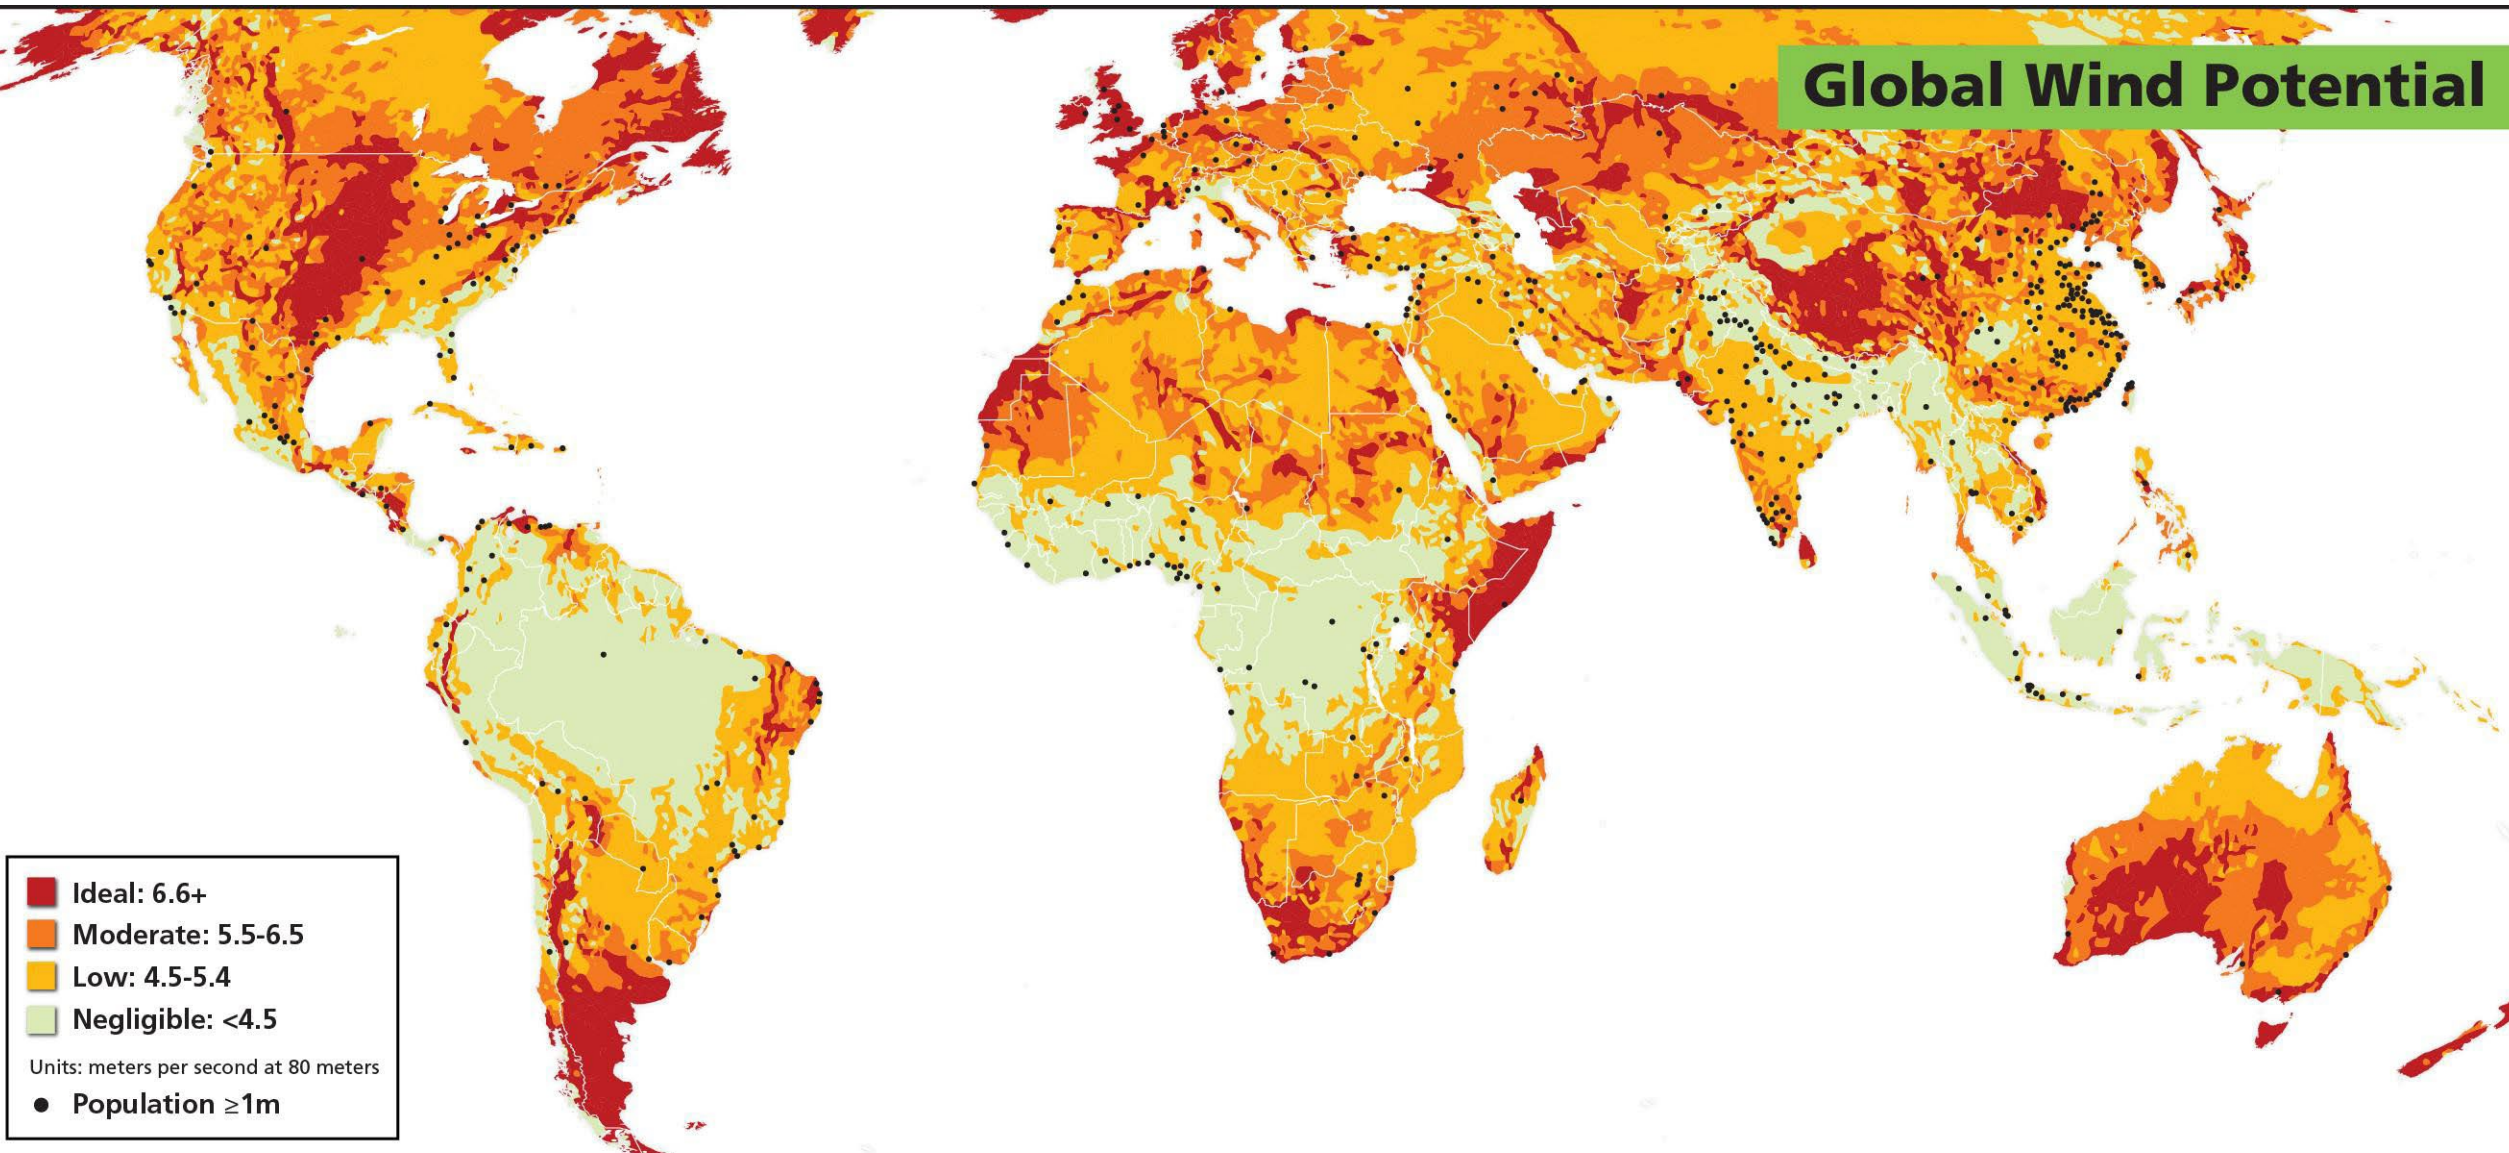 Global Wind Potential
Ideal: 6.6+
Moderate: 5.5-6.5
Low: 4.5-5.4
Negligible: <4.5
Units: meters per second at 80 meters
Population ≥1m